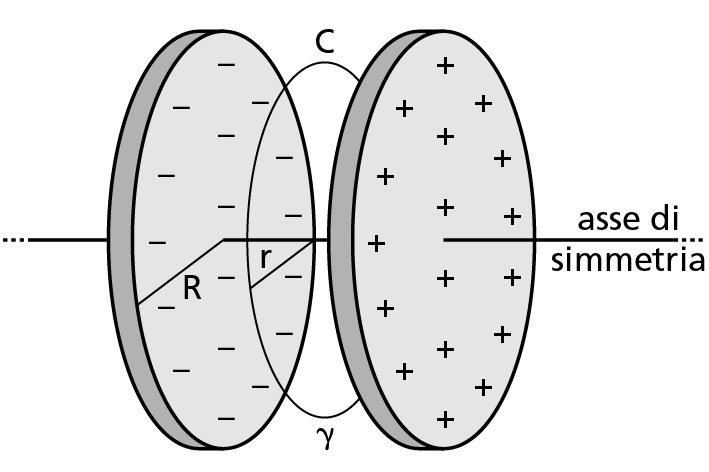 C
asse di
simmetria
r
R
γ